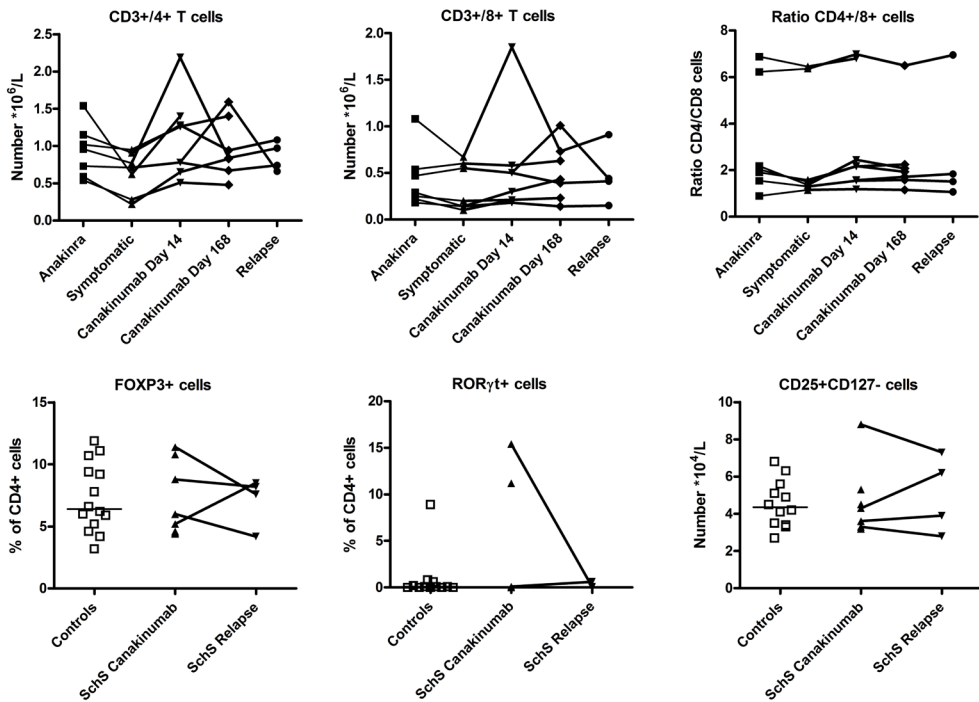 CD3+/4+ T cells
Number *10^6/L
2.5
2.0
1.5
1.0
0.5
0.0
Anakinra
Symptomatic
Canakinumab Day 14
Canakinumab Day 168
Relapse
CD3+/8+ T cells
Number *10^6/L
2.0
1.5
1.0
0.5
0.0
Anakinra
Symptomatic
Canakinumab Day 14
Canakinumab Day 168
Relapse
Ratio CD4+/8+ cells
Ratio CD4/CD8 cells
8
6
4
2
0
Anakinra
Symptomatic
Canakinumab Day 14
Canakinumab Day 168
Relapse
FOXP3+ cells
% of CD4+ cells
15
10
5
0
Controls
SchS Canakinumab
SchS Relapse
RORγt+ cells
% of CD4+ cells
20
15
10
5
0
Controls
SchS Canakinumab
SchS Relapse
CD25+CD127- cells
Number *10^4/L
10
8
6
4
2
0
Controls
SchS Canakinumab
SchS Relapse